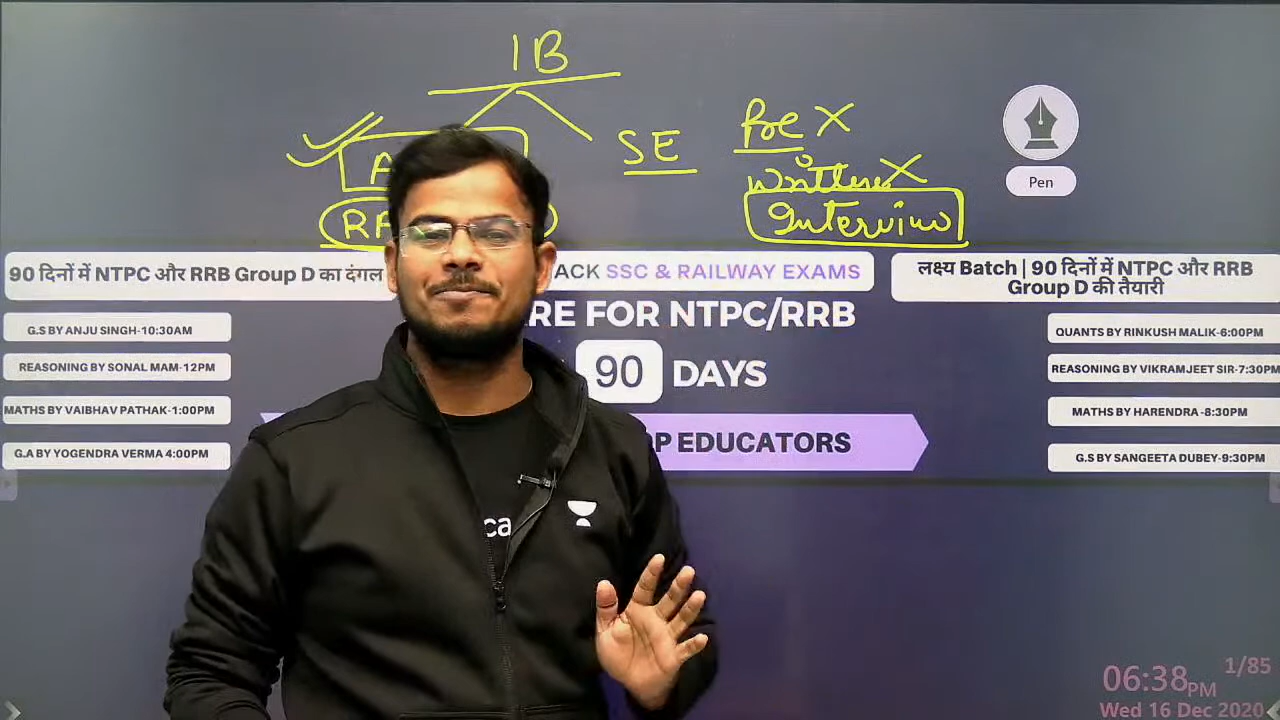 IB
SE
Pre X
Written X
Interview
Pen
90 दिनों में NTPC और RRB Group D का दंगल
SSC & RAILWAY EXAMS
लक्ष्य Batch | 90 दिनों में NTPC और RRB
Group D की तैयारी
FOR NTPC/RRB
90 DAYS
EDUCATORS
G.S BY ANJU SINGH-10:30AM
REASONING BY SONAL MAM-12PM
MATHS BY VAIBHAV PATHAK-1:00PM
G.A BY YOGENDRA VERMA 4:00PM
QUANTS BY RINKUSH MALIK-6:00PM
REASONING BY VIKRAMJEET SIR-7:30PM
MATHS BY HARENDRA -8:30PM
G.S BY SANGEETA DUBEY-9:30PM
ca
06:38PM
1/85
Wed 16 Dec 2020